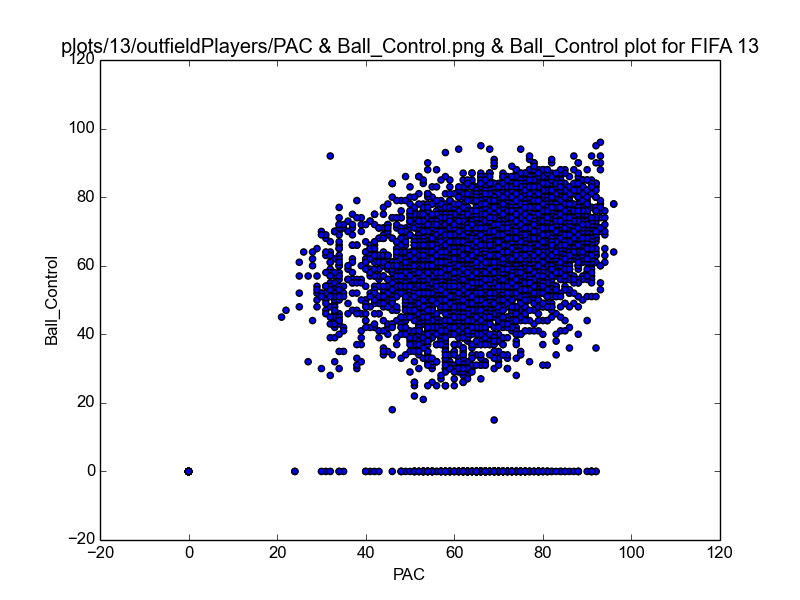 plots/13/outfieldPlayers/PAC & Ball_Control.png & Ball_Control plot for FIFA 13
120
100
80
60
40
20
0
−20
Ball_Control
−20 0 20 40 60 80 100 120
PAC